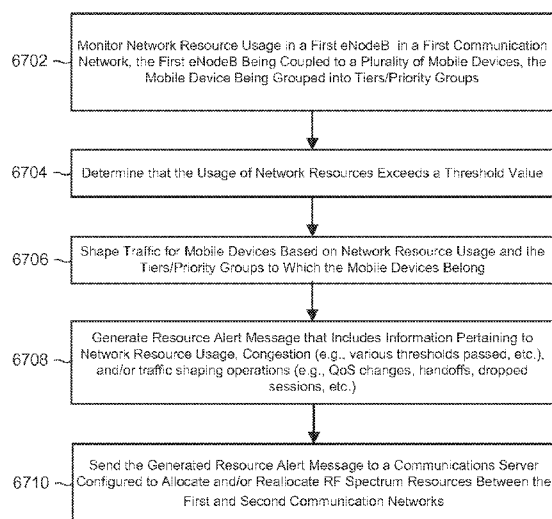 6702
Monitor Network Resource Usage in a First eNodeB in a First Communication
Network, the First eNodeB Being Coupled to a Plurality of Mobile Devices, the
Mobile Device Being Grouped into Tiers/Priority Groups
6704
Determine that the Usage of Network Resources Exceeds a Threshold Value
6706
Shape Traffic for Mobile Devices Based on Network Resource Usage and the
Tiers/Priority Groups to Which the Mobile Devices Belong
6708
Generate Resource Alert Message that Includes Information Pertaining to
Network Resource Usage, Congestion (e.g., various thresholds passed, etc.),
and/or traffic shaping operations (e.g., QoS changes, handoffs, dropped
sessions, etc.)
6710
Send the Generated Resource Alert Message to a Communications Server
Configured to Allocate and/or Reallocate RF Spectrum Resources Between the
First and Second Communication Networks